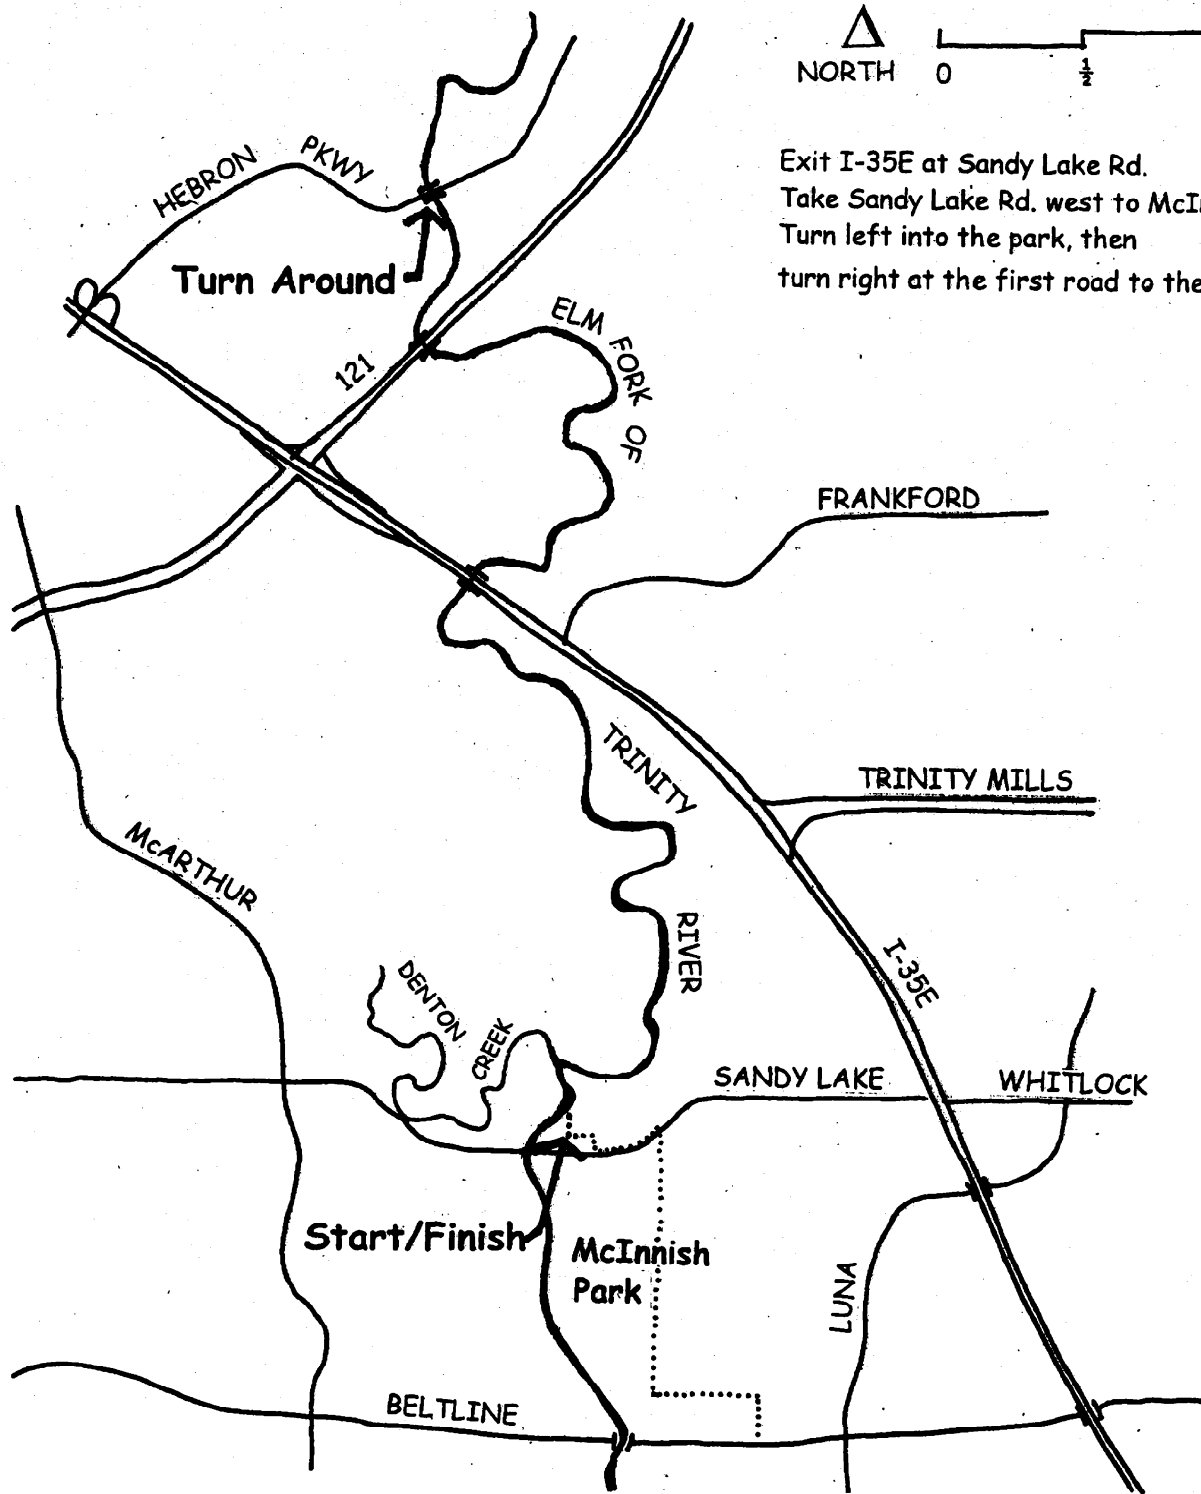 NORTH 0 ½
Exit I-35E at Sandy Lake Rd.
Take Sandy Lake Rd. west to
Turn left into the park, then
turn right at the first road to the
HEBRON PKWY
Turn Around
ELM FORK OF
121
FRANKFORD
TRINITY
TRINITY MILLS
McARTHUR
RIVER
I-35E
DENTON
CREEK
SANDY LAKE
WHITLOCK
Start/Finish
McInnish
Park
LUNA
BELTLINE